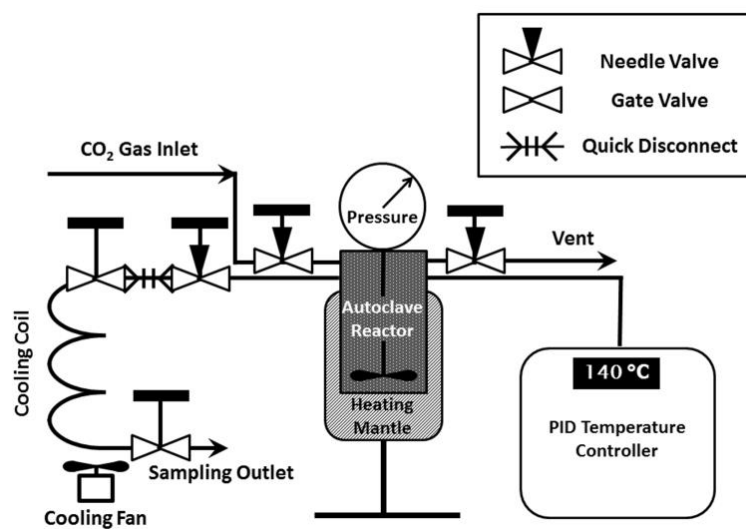 Needle Valve
Gate Valve
Quick Disconnect
CO₂ Gas Inlet
Pressure
Vent
Autoclave
Reactor
140 °C
Cooling Coil
Heating
Mantle
PID Temperature
Controller
Sampling Outlet
Cooling Fan